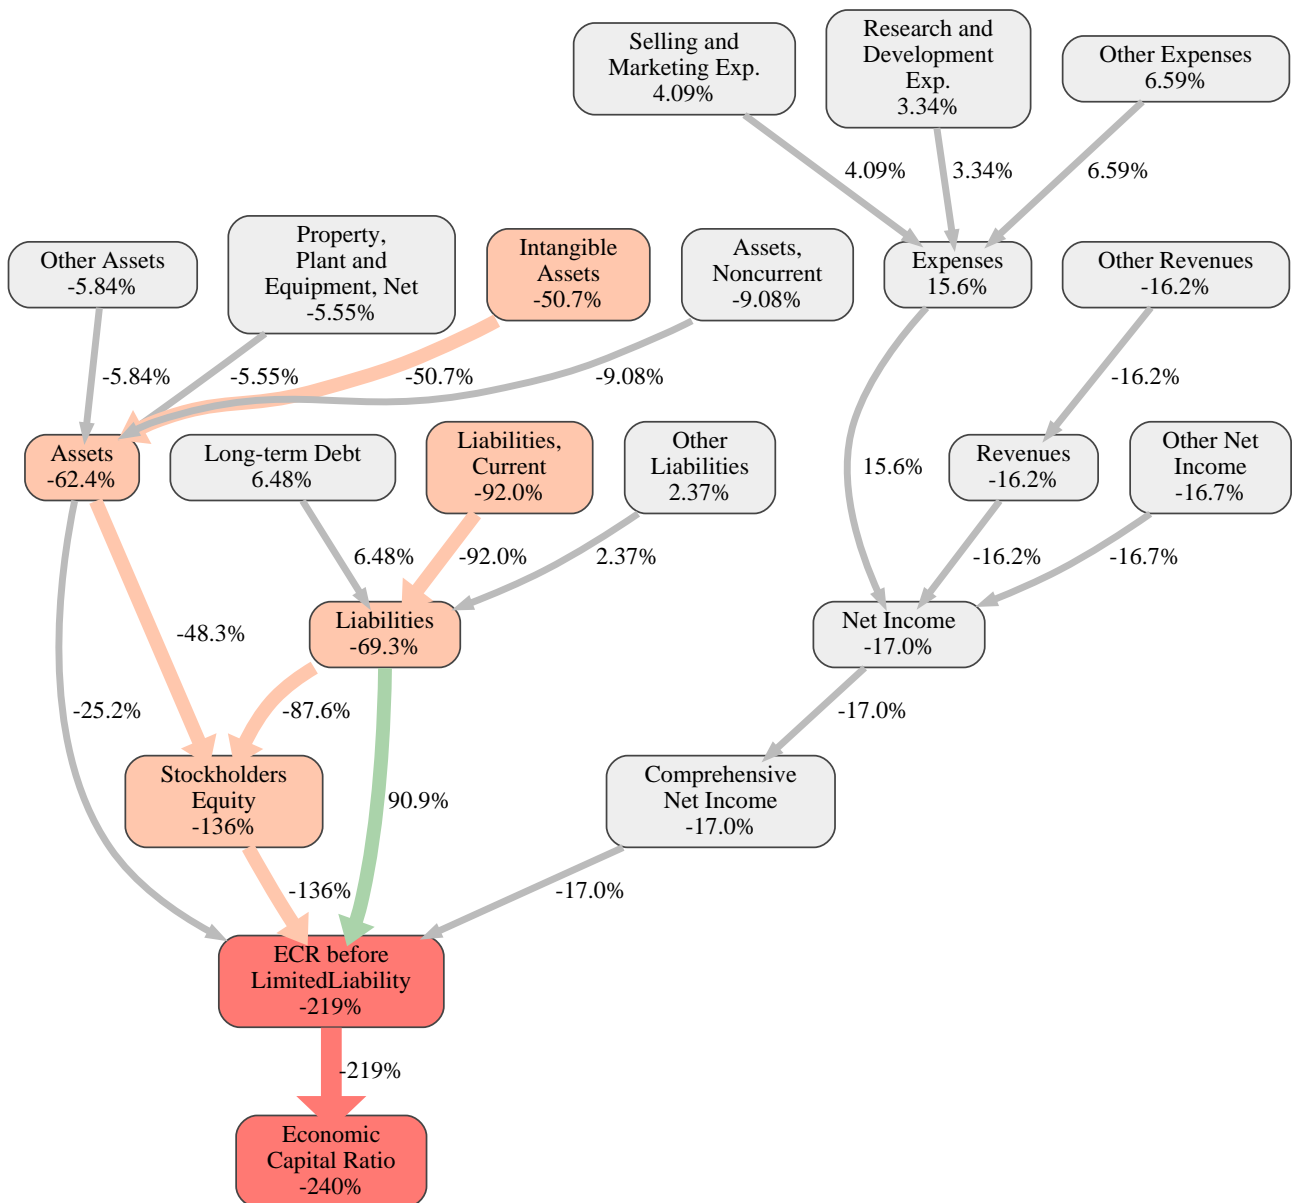 Selling and
Marketing Exp.
4.09%
Research and
Development
Exp.
3.34%
Other Expenses
6.59%
4.09%
3.34%
6.59%
Other Assets
-5.84%
Property,
Plant and
Equipment, Net
-5.55%
Intangible
Assets
-50.7%
Assets,
Noncurrent
-9.08%
Expenses
15.6%
Other Revenues
-16.2%
-5.84%
-5.55%
-50.7%
-9.08%
-16.2%
Assets
-62.4%
Long-term Debt
6.48%
Liabilities,
Current
-92.0%
Other
Liabilities
2.37%
15.6%
Revenues
-16.2%
Other Net
Income
-16.7%
6.48%
-92.0%
2.37%
-16.2%
-16.7%
-48.3%
Liabilities
-69.3%
Net Income
-17.0%
-25.2%
-87.6%
-17.0%
Stockholders
Equity
-136%
90.9%
Comprehensive
Net Income
-17.0%
-136%
-17.0%
ECR before
LimitedLiability
-219%
-219%
Economic
Capital Ratio
-240%